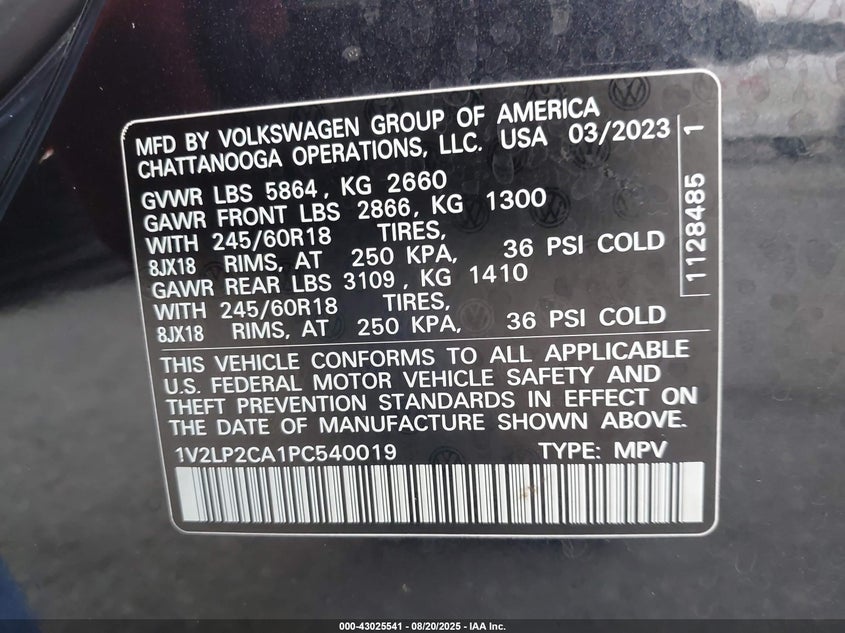 MFD BY VOLKSWAGEN GROUP OF AMERICA
CHATTANOOGA OPERATIONS, LLC. USA 03/2023
GVWR LBS 5864, KG 2660
GAWR FRONT LBS 2866, KG 1300
WITH 245/60R18 TIRES,
8JX18 RIMS, AT 250 KPA, 36 PSI COLD
GAWR REAR LBS 3109, KG 1410
WITH 245/60R18 TIRES,
8JX18 RIMS, AT 250 KPA, 36 PSI COLD
1128485 1
THIS VEHICLE CONFORMS TO ALL APPLICABLE
U.S. FEDERAL MOTOR VEHICLE SAFETY AND
THEFT PREVENTION STANDARDS IN EFFECT ON
THE DATE OF MANUFACTURE SHOWN ABOVE.
1V2LP2CA1PC540019 TYPE: MPV
000-43025541 - 08/20/2025 - IAA Inc.